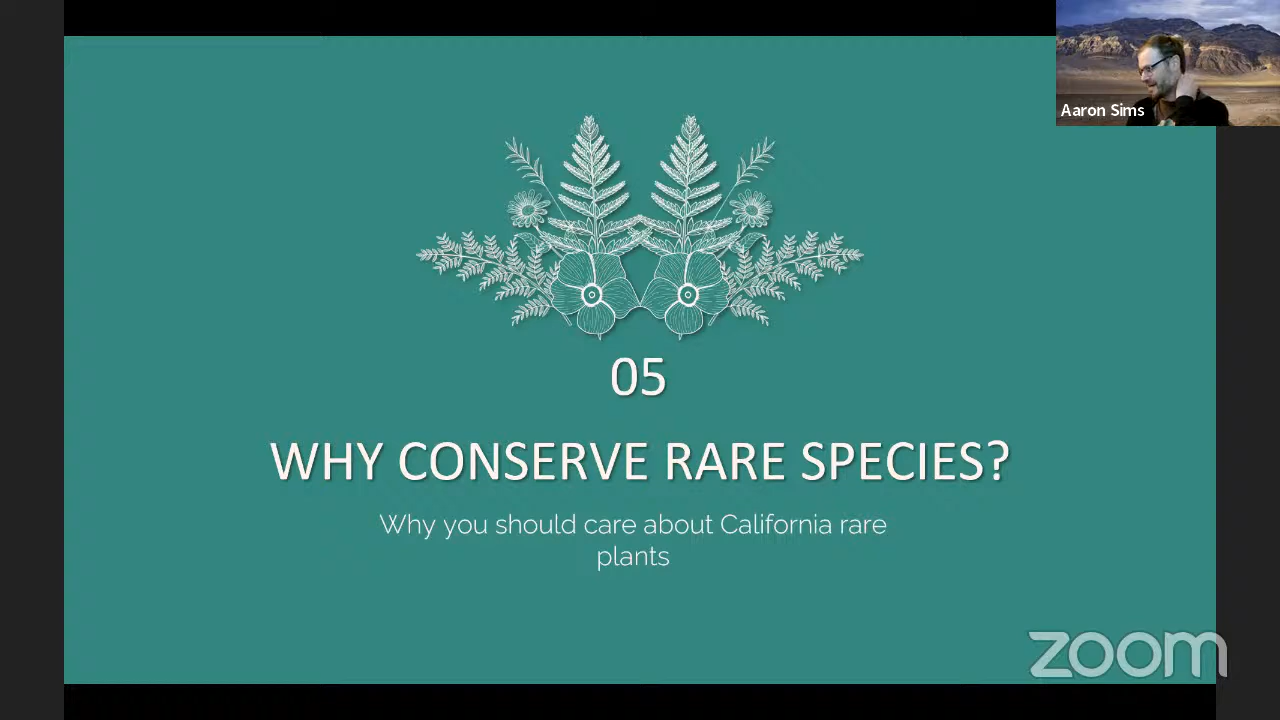 Aaron Sims
05
WHY CONSERVE RARE SPECIES?
Why you should care about California rare
plants
zoom